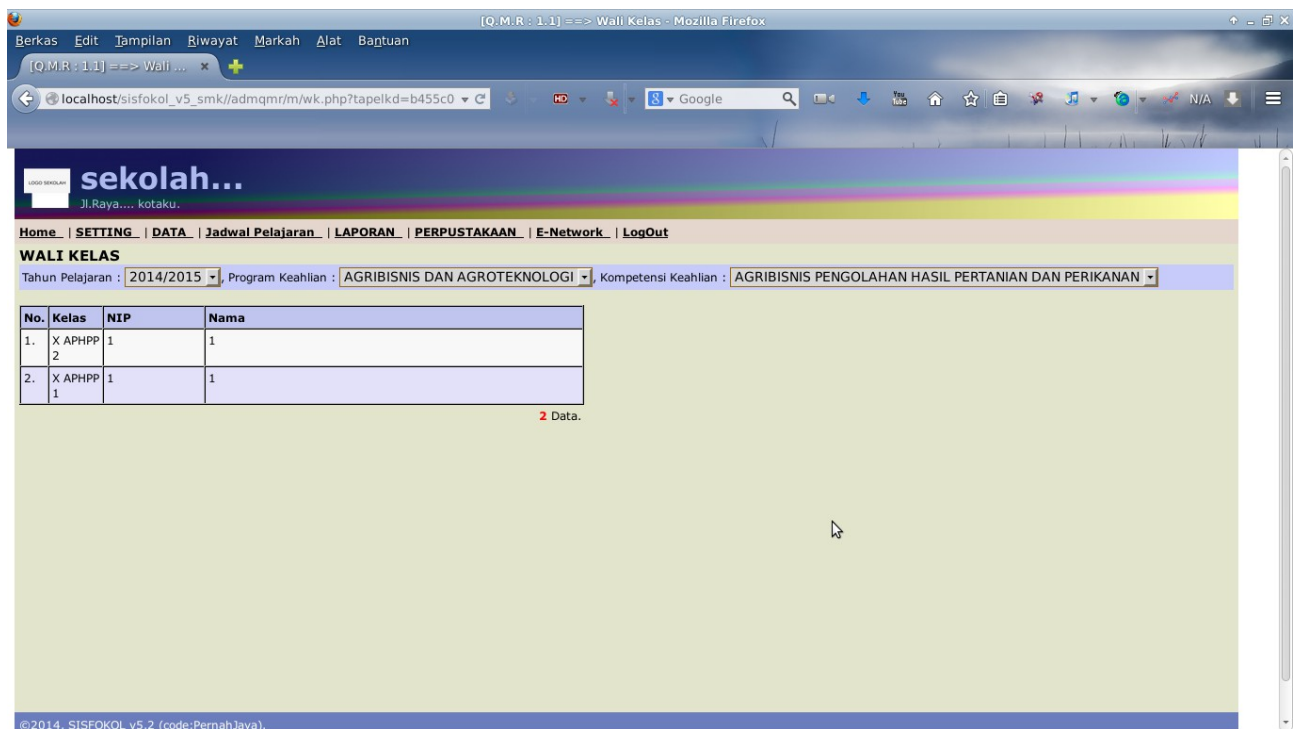 [Q.M.R : 1.1] ==> Wali Kelas - Mozilla Firefox
Berkas Edit Tampilan Riwayat Markah Alat Bantuan
[Q.M.R : 1.1] ==> Wali ...
localhost/sisfokol_v5_smk//admqmr/m/wk.php?tapelkd=b455c0
Google
N/A
LOGO SEKOLAH
sekolah...
Jl.Raya.... kotaku.
Home | SETTING | DATA | Jadwal Pelajaran | LAPORAN | PERPUSTAKAAN | E-Network | LogOut
WALI KELAS
Tahun Pelajaran : 2014/2015 , Program Keahlian : AGRIBISNIS DAN AGROTEKNOLOGI , Kompetensi Keahlian : AGRIBISNIS PENGOLAHAN HASIL PERTANIAN DAN PERIKANAN
No. Kelas NIP Nama
1. X APHPP 2 1 1
2. X APHPP 1 1 1
2 Data.
©2014. SISFOKOL v5.2 (code:PernahJaya).